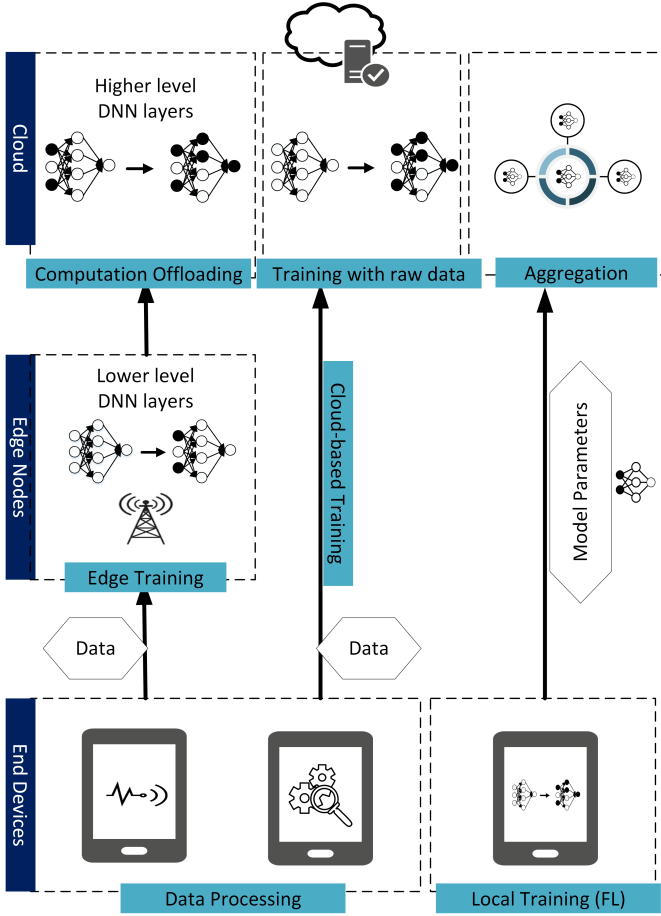 Cloud
Higher level
DNN layers
Computation Offloading
Training with raw data
Aggregation
Edge Nodes
Lower level
DNN layers
Edge Training
Cloud-based Training
Model Parameters
Data
Data
End Devices
Data Processing
Local Training (FL)